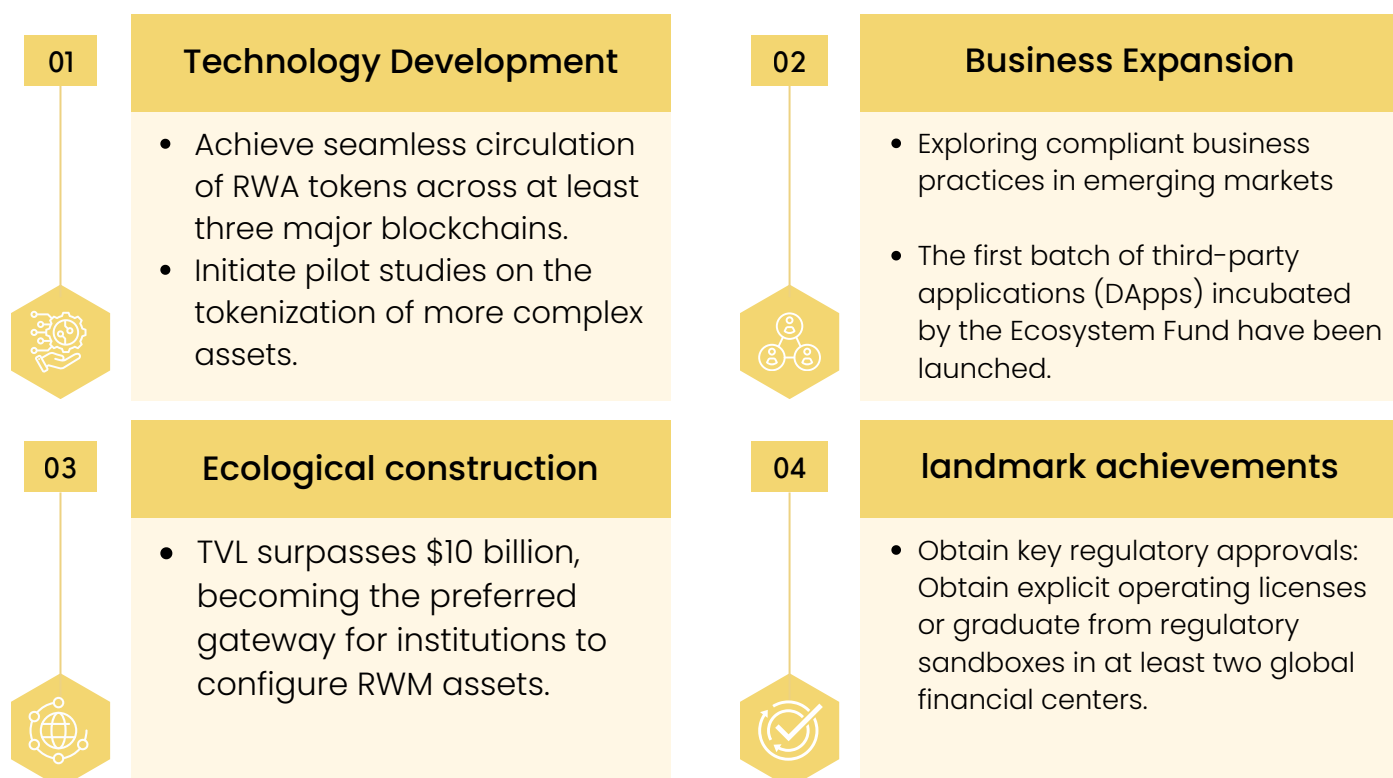 01
Technology Development
• Achieve seamless circulation
of RWA tokens across at least
three major blockchains.
• Initiate pilot studies on the
tokenization of more complex
assets.
02
Business Expansion
• Exploring compliant business
practices in emerging markets
• The first batch of third-party
applications (DApps) incubated
by the Ecosystem Fund have been
launched.
03
Ecological construction
• TVL surpasses $10 billion,
becoming the preferred
gateway for institutions to
configure RWM assets.
04
landmark achievements
• Obtain key regulatory approvals:
Obtain explicit operating licenses
or graduate from regulatory
sandboxes in at least two global
financial centers.